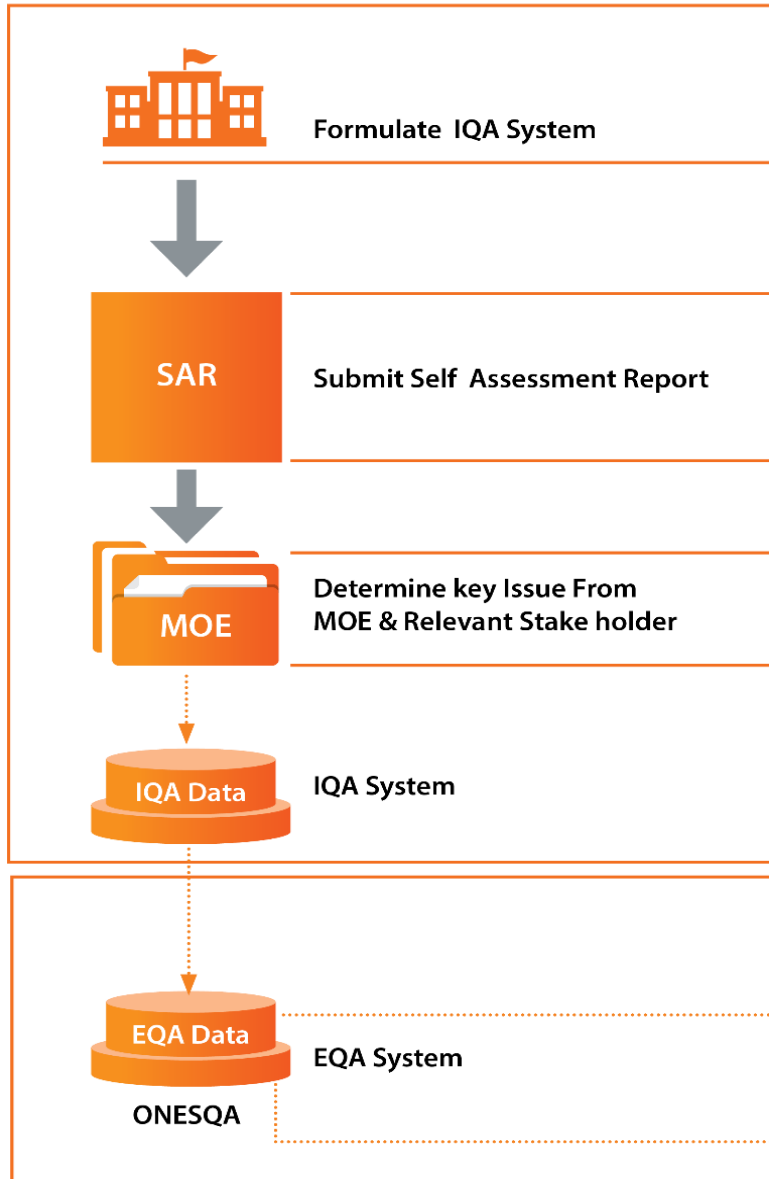 Formulate IQA System
SAR
Submit Self Assessment Report
MOE
Determine key Issue From
MOE & Relevant Stake holder
IQA Data
IQA System
EQA Data
EQA System
ONESQA